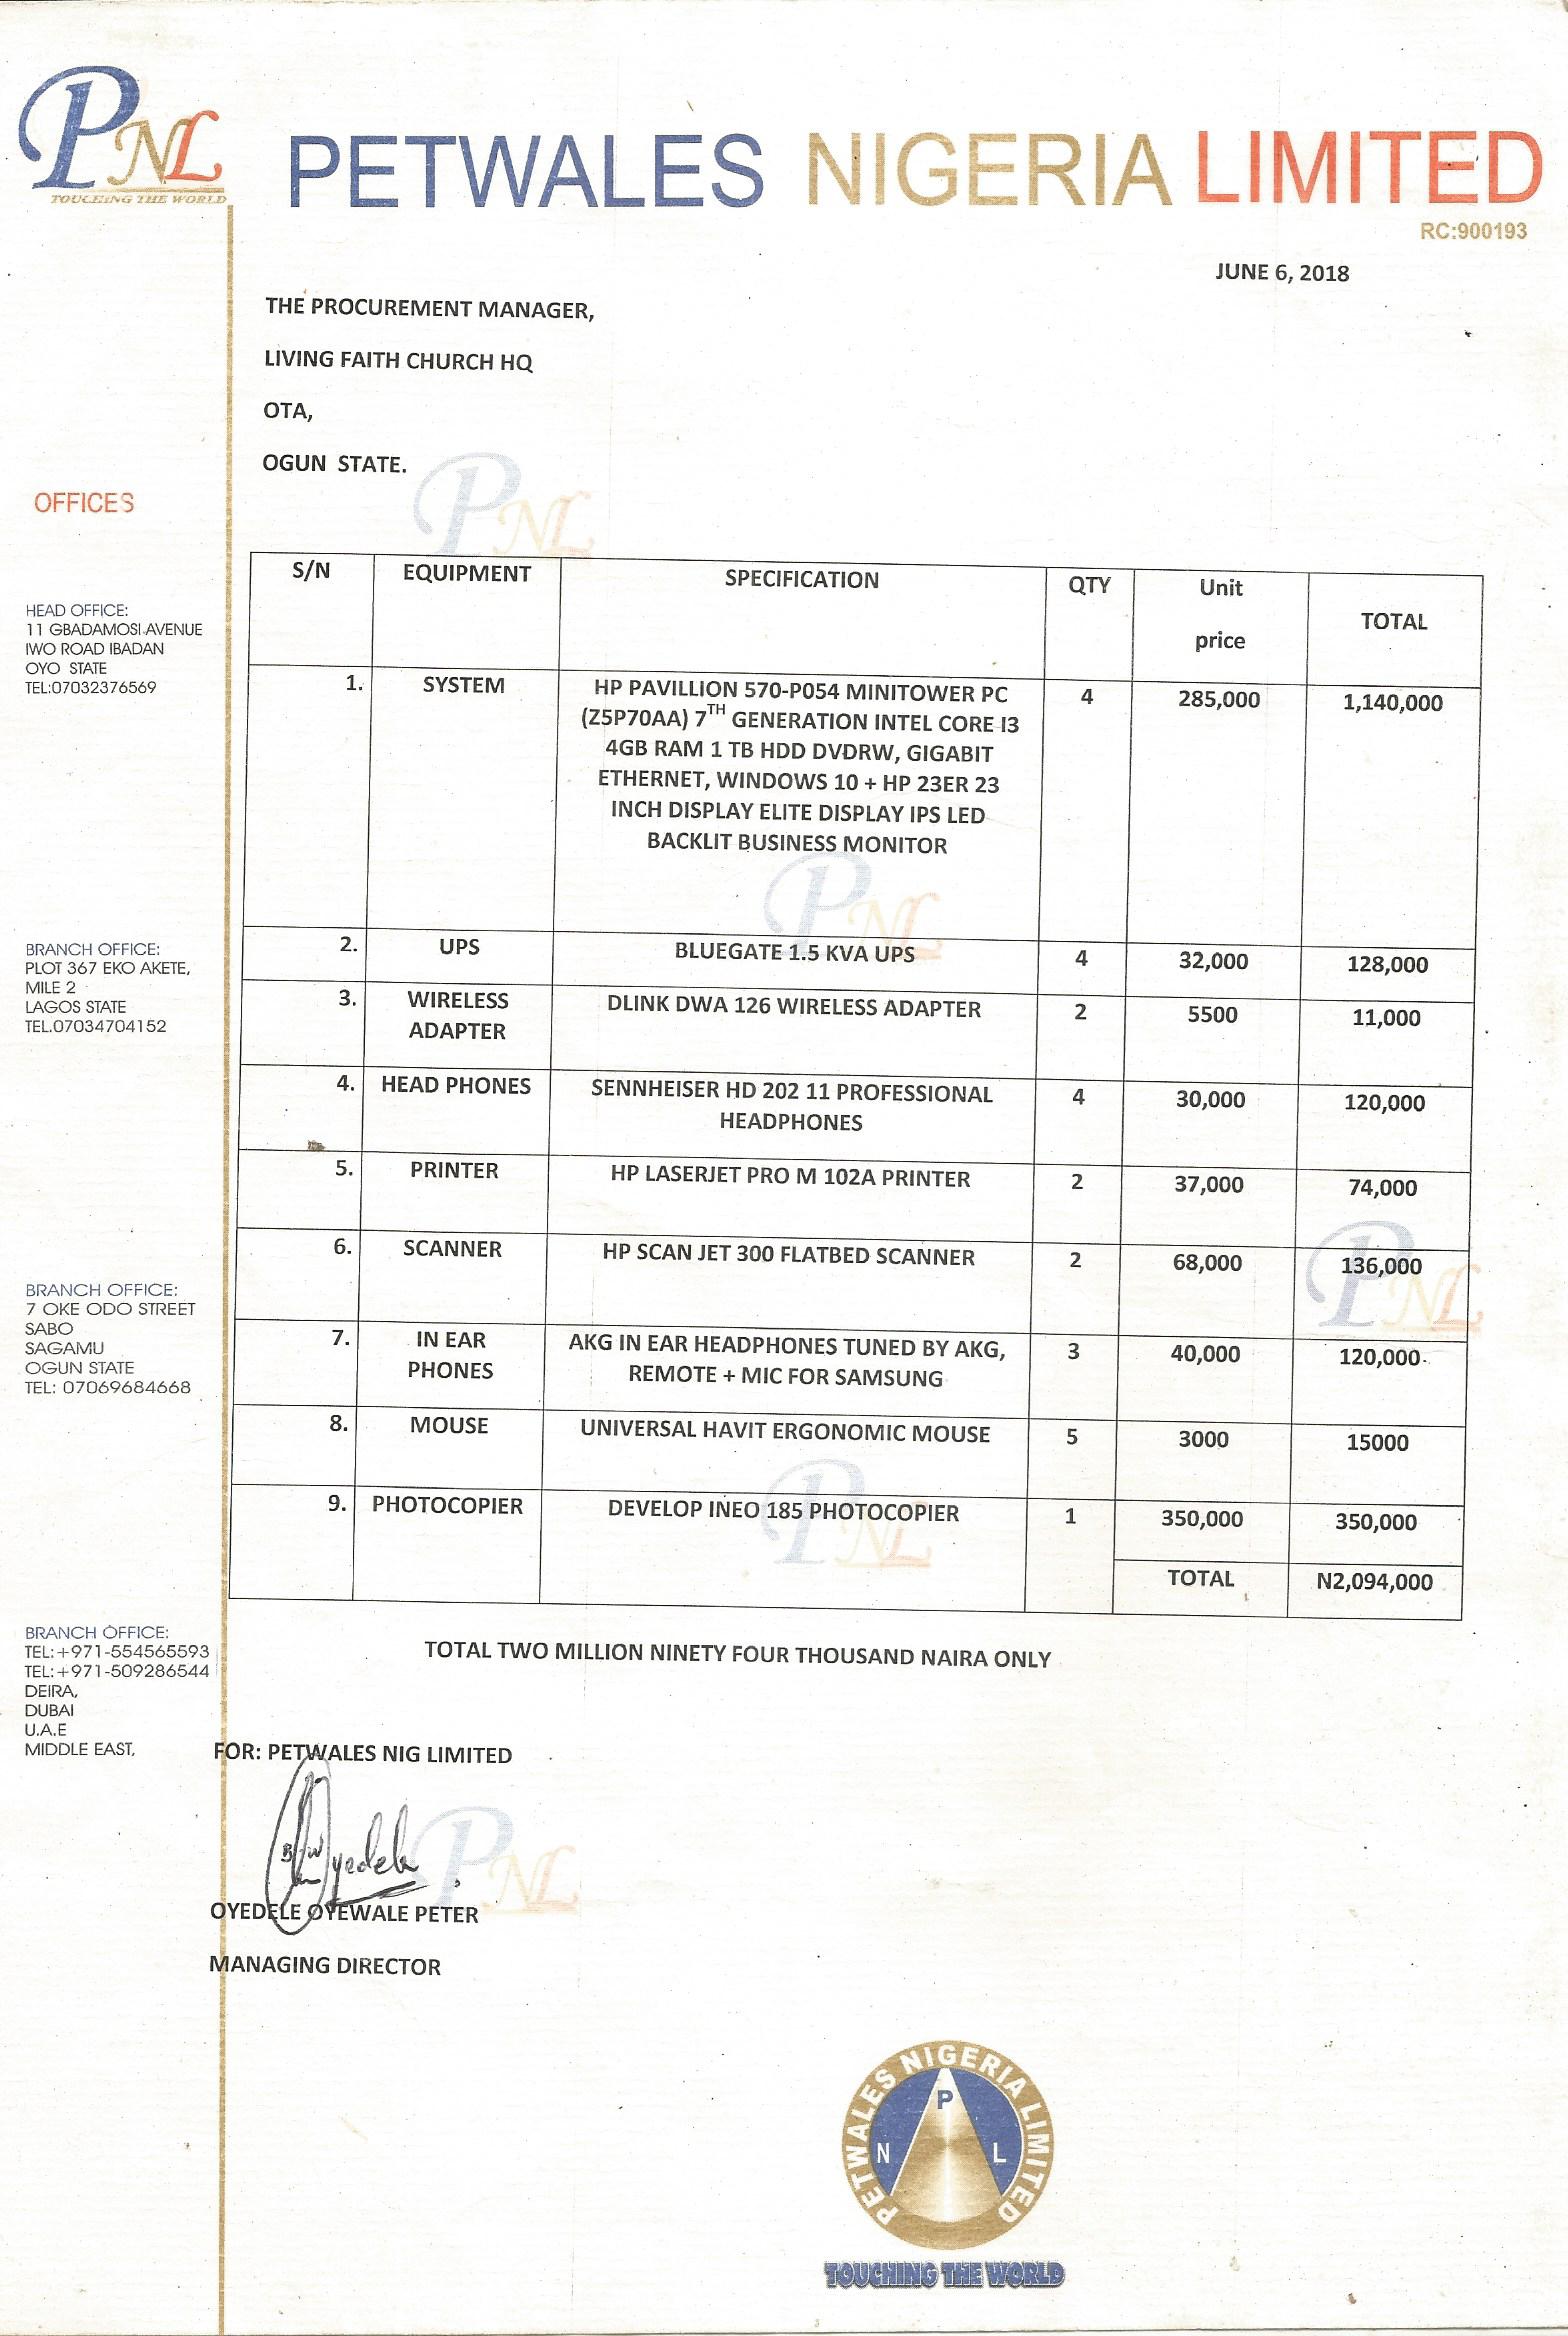 PNL
TOUCHING THE WORLD
PETWALES NIGERIA LIMITED
RC:900193
JUNE 6, 2018
THE PROCUREMENT MANAGER,
LIVING FAITH CHURCH HQ
OTA,
OGUN STATE.
OFFICES
HEAD OFFICE:
11 GBADAMOSI AVENUE
IWO ROAD IBADAN
OYO STATE
TEL:07032376569
BRANCH OFFICE:
PLOT 367 EKO AKETE,
MILE 2
LAGOS STATE
TEL.07034704152
BRANCH OFFICE:
7 OKE ODO STREET
SABO
SAGAMU
OGUN STATE
TEL: 07069684668
BRANCH OFFICE:
TEL:+971-554565593
TEL:+971-509286544
DEIRA,
DUBAI
U.A.E
MIDDLE EAST,
S/N EQUIPMENT SPECIFICATION QTY Unit price TOTAL
1. SYSTEM HP PAVILLION 570-P054 MINITOWER PC 4 285,000 1,140,000
(Z5P70AA) 7TH GENERATION INTEL CORE I3
4GB RAM 1 TB HDD DVDRW, GIGABIT
ETHERNET, WINDOWS 10 + HP 23ER 23
INCH DISPLAY ELITE DISPLAY IPS LED
BACKLIT BUSINESS MONITOR
2. UPS BLUEGATE 1.5 KVA UPS 4 32,000 128,000
3. WIRELESS ADAPTER DLINK DWA 126 WIRELESS ADAPTER 2 5500 11,000
4. HEAD PHONES SENNHEISER HD 202 11 PROFESSIONAL HEADPHONES 4 30,000 120,000
5. PRINTER HP LASERJET PRO M 102A PRINTER 2 37,000 74,000
6. SCANNER HP SCAN JET 300 FLATBED SCANNER 2 68,000 136,000
7. IN EAR PHONES AKG IN EAR HEADPHONES TUNED BY AKG, REMOTE + MIC FOR SAMSUNG 3 40,000 120,000
8. MOUSE UNIVERSAL HAVIT ERGONOMIC MOUSE 5 3000 15000
9. PHOTOCOPIER DEVELOP INEO 185 PHOTOCOPIER 1 350,000 350,000
TOTAL N2,094,000
TOTAL TWO MILLION NINETY FOUR THOUSAND NAIRA ONLY
FOR: PETWALES NIG LIMITED
OYEDELE OYEWALE PETER
MANAGING DIRECTOR
PETWALES NIGERIA LIMITED
P
N L
TOUCHING THE WORLD